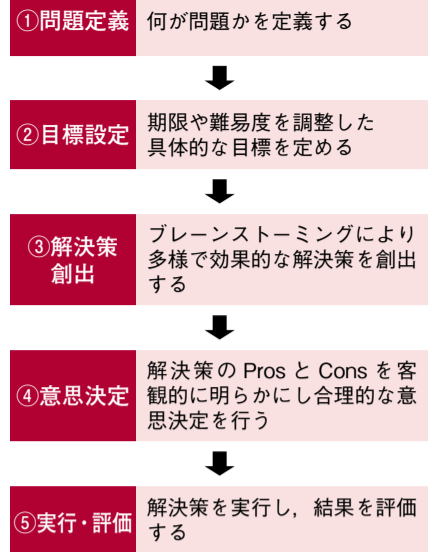 ①問題定義
何が問題かを定義する
②目標設定
期限や難易度を調整した
具体的な目標を定める
③解決策
創出
ブレーンストーミングにより
多様で効果的な解決策を創出
する
④意思決定
解決策の Pros と Cons を客
観的に明らかにし合理的な意
思決定を行う
⑤実行・評価
解決策を実行し，結果を評価
する